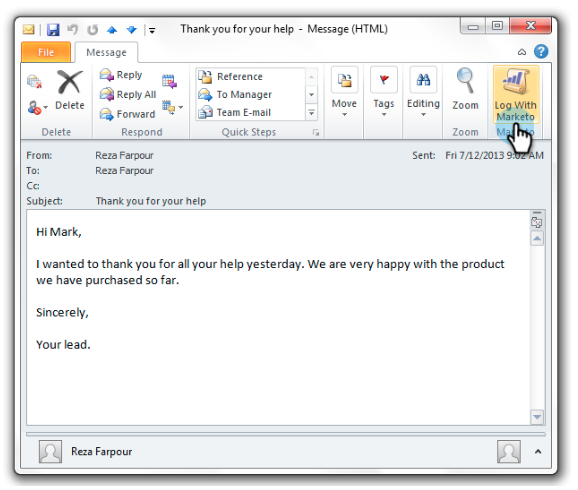 Thank you for your help - Message (HTML)
File Message
Reply
Reply All
Forward
Delete
Reference
To Manager
Team E-mail
Move
Tags
Editing
Zoom
Log With
Marketo
Delete Respond Quick Steps Zoom
From: Reza Farpour Sent: Fri 7/12/2013 9:02 AM
To: Reza Farpour
Cc:
Subject: Thank you for your help
Hi Mark,
I wanted to thank you for all your help yesterday. We are very happy with the product
we have purchased so far.
Sincerely,
Your lead.
Reza Farpour